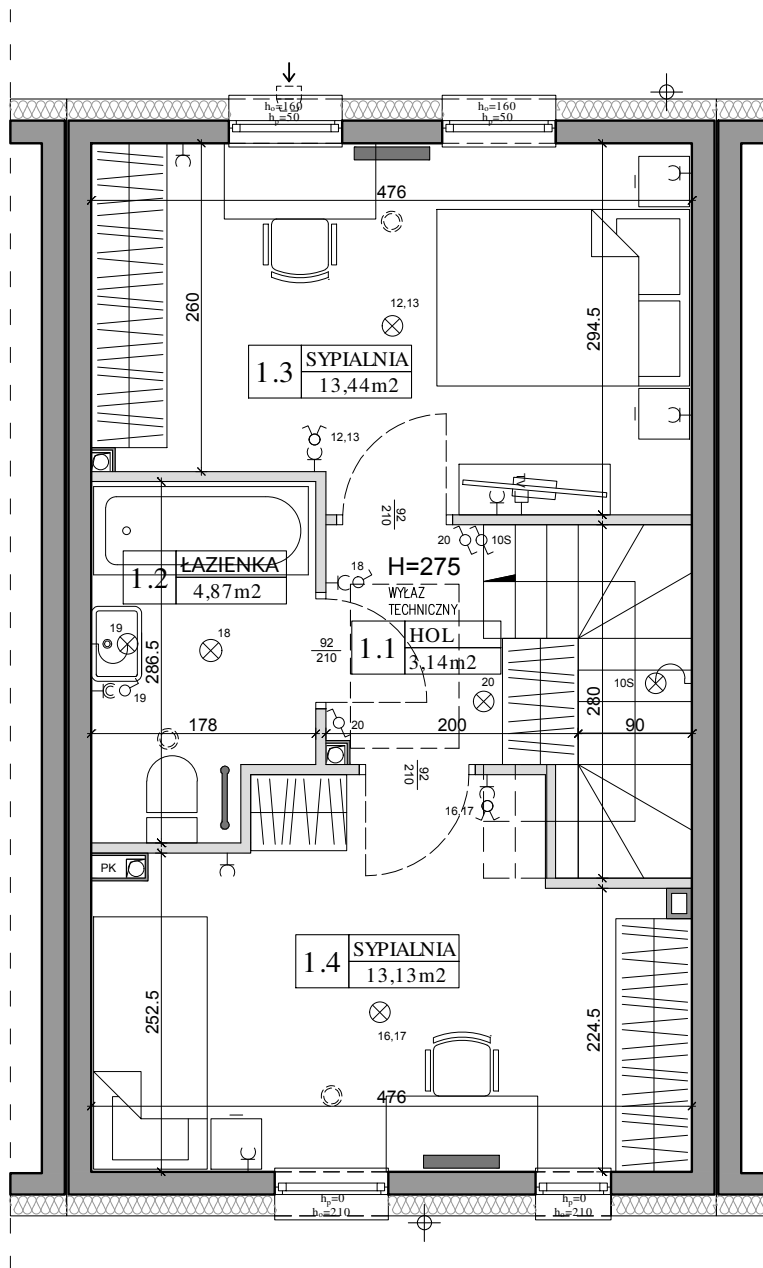 hₒ=160
hₚ=50
hₒ=160
hₚ=50
476
12,13
260
294.5
1.3
SYPIALNIA
13,44m2
12,13
92
210
20
10S
18
H=275
WYŁAZ
TECHNICZNY
1.2
ŁAZIENKA
4,87m2
1.1
HOL
3,14m2
19
18
92
210
286.5
19
20
10S
280
20
178
200
90
92
210
16,17
PK
1.4
SYPIALNIA
13,13m2
252.5
224.5
16,17
476
hₚ=0
hₒ=210
hₚ=0
hₒ=210